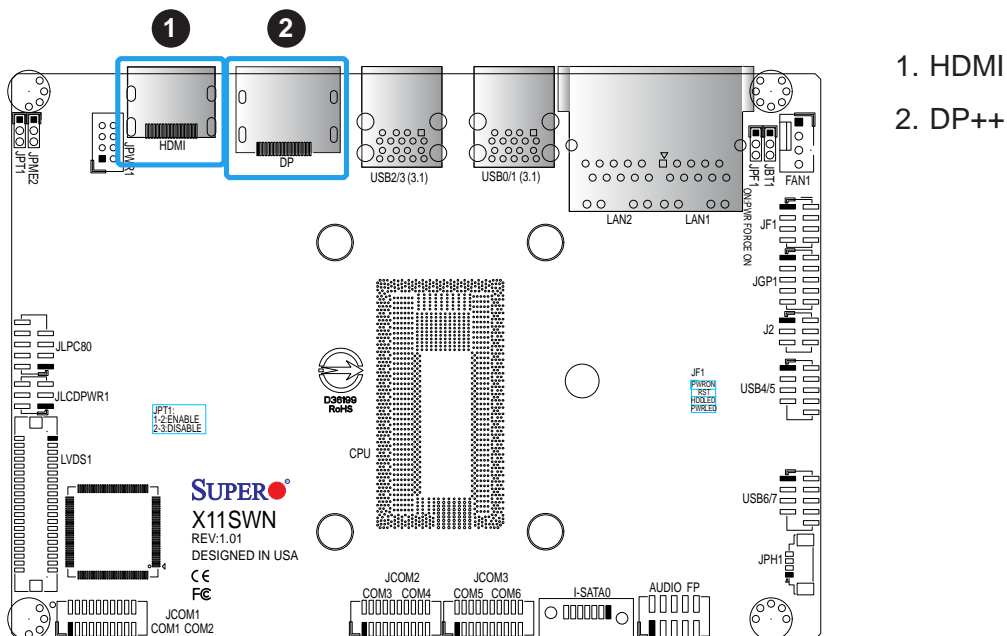 1
2
1. HDMI
2. DP++
HDMI
DP
USB2/3 (3.1)
USB0/1 (3.1)
LAN2
LAN1
JPT1
JPME2
JPWR1
JPF1
JBT1
FAN1
ON:PWR FORCE ON
JF1
JGP1
J2
USB4/5
USB6/7
JPH1
JLPC80
JLCDPWR1
LVDS1
JPT1:
1-2:ENABLE
2-3:DISABLE
D36199
RoHS
JF1
PWRON
RST
HDDLED
PWRLED
CPU
SUPER
X11SWN
REV:1.01
DESIGNED IN USA
CE
FC
JCOM1
COM1 COM2
JCOM2
COM3 COM4
JCOM3
COM5 COM6
I-SATA0
AUDIO FP